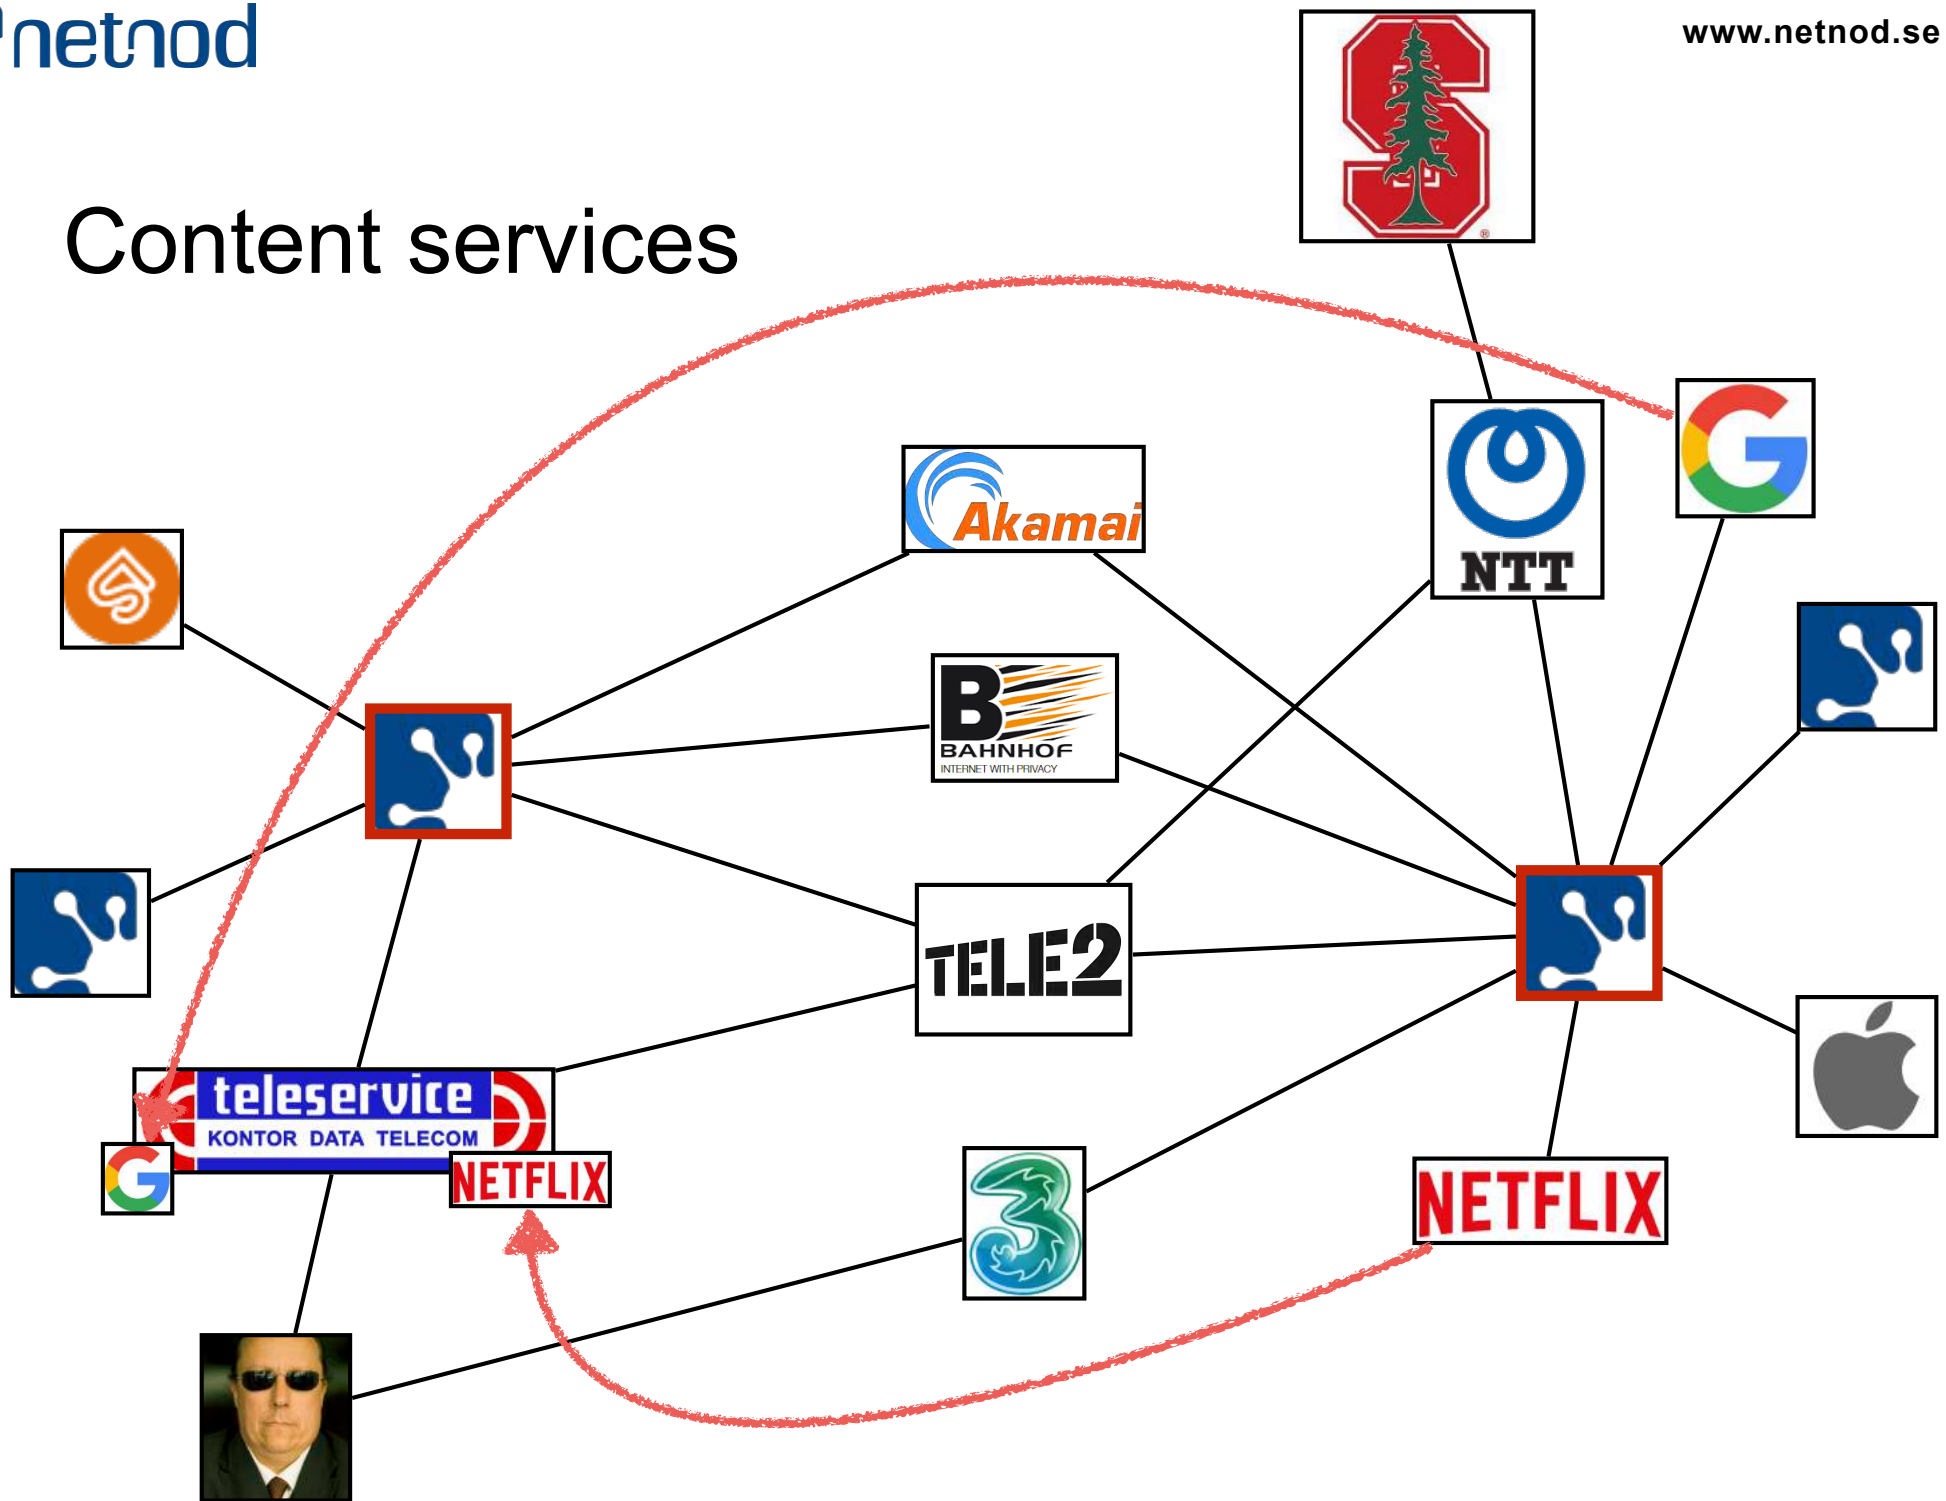 netnod
www.netnod.se
Content services
Akamai
NTT
B
BAHNHOF
INTERNET WITH PRIVACY
TELE2
teleservice
KONTOR DATA TELECOM
NETFLIX
3
NETFLIX